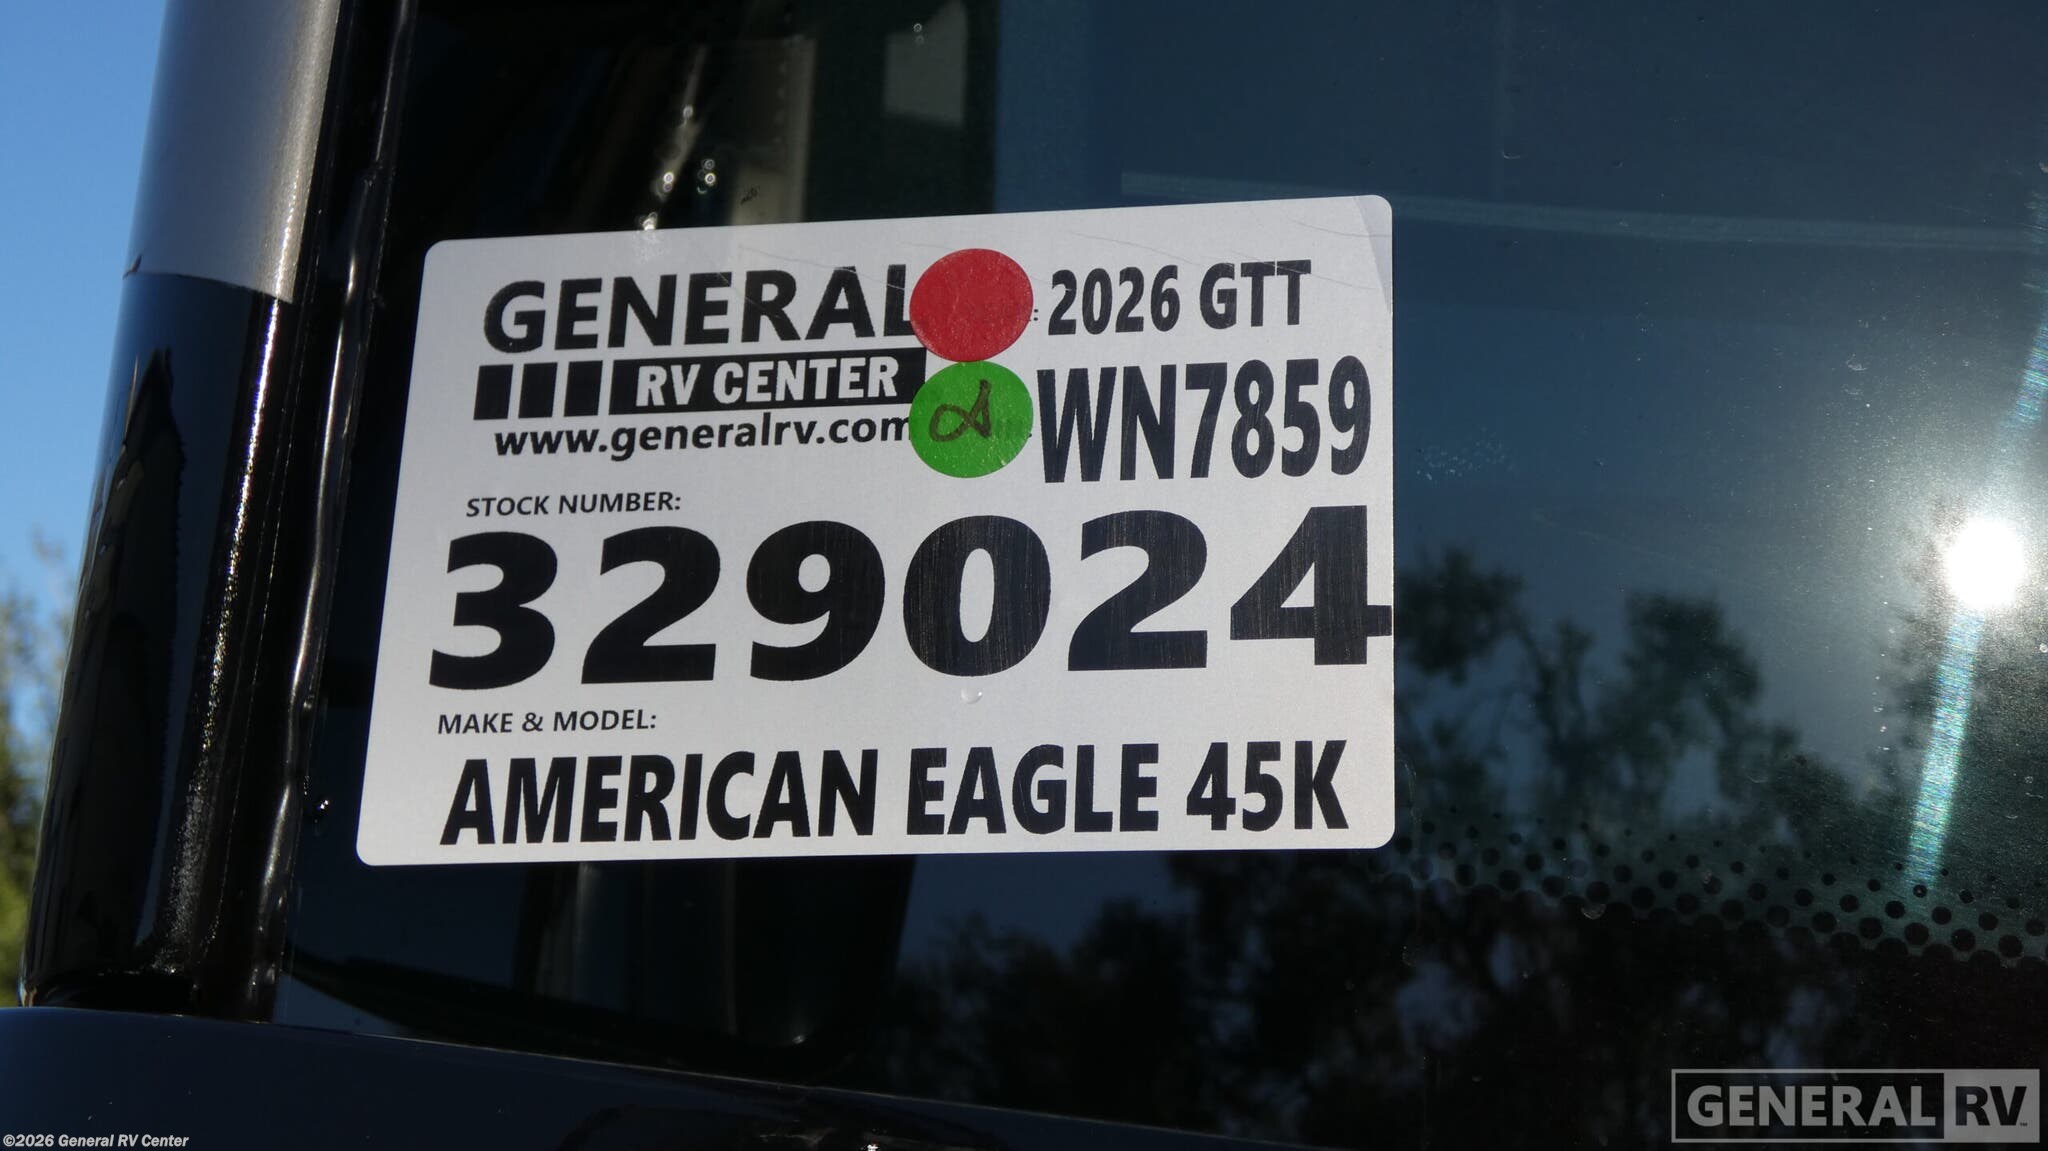 GENERAL
RV CENTER
www.generalrv.com
2026 GTT
WN7859
STOCK NUMBER:
329024
MAKE & MODEL:
AMERICAN EAGLE 45K
GENERAL RV
©2026 General RV Center